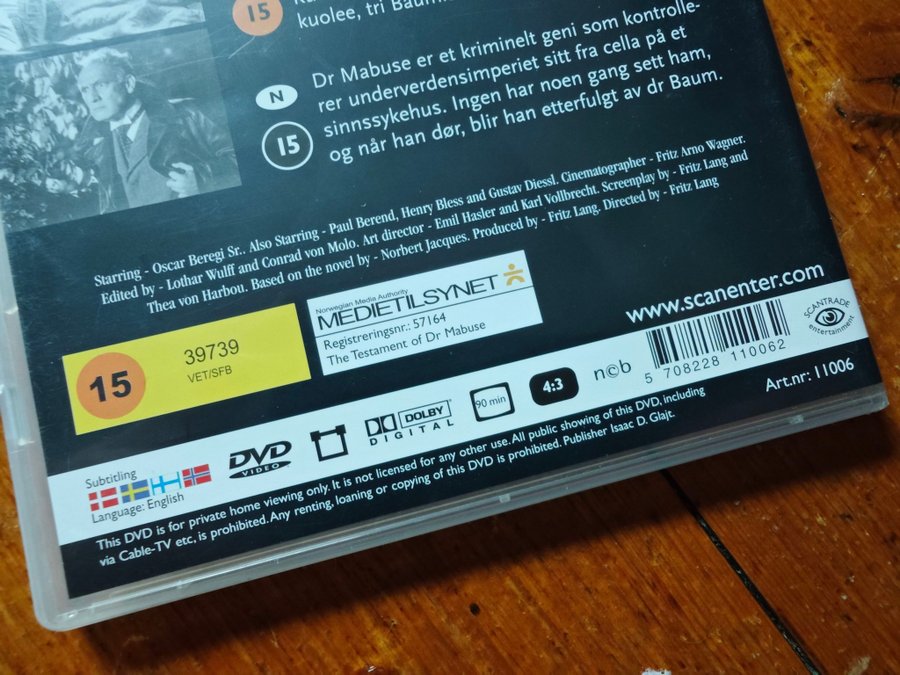 15
kuolee, tri Baum
N
15
Dr Mabuse er et kriminelt geni som kontrolle-
rer underverdensimperiet sitt fra cella på et
sinnssykehus. Ingen har noen gang sett ham,
og når han dør, blir han etterfulgt av dr Baum.
Starring - Oscar Beregi Sr.. Also Starring - Paul Berend, Henry Bless and Gustav Diessl. Cinematographer - Fritz Arno Wagner.
Edited by - Lothar Wulff and Conrad von Molo. Art director - Emil Hasler and Karl Vollbrecht. Screenplay by - Fritz Lang and
Thea von Harbou. Based on the novel by - Norbert Jacques. Produced by - Fritz Lang. Directed by - Fritz Lang
15
39739
VET/SFB
Norwegian Media Authority
MEDIETILSYNET
Registreringsnr.: 57164
The Testament of Dr Mabuse
www.scanenter.com
SCANTRADE
entertainment
Subtitling
Language: English
DVD
VIDEO
DOLBY
DIGITAL
90 min
4:3
n©b
5 708228 110062
Art.nr: 11006
This DVD is for private home viewing only. It is not licensed for any other use. All public showing of this DVD, including
via Cable-TV etc, is prohibited. Any renting, loaning or copying of this DVD is prohibited. Publisher Isaac D. Glajt.